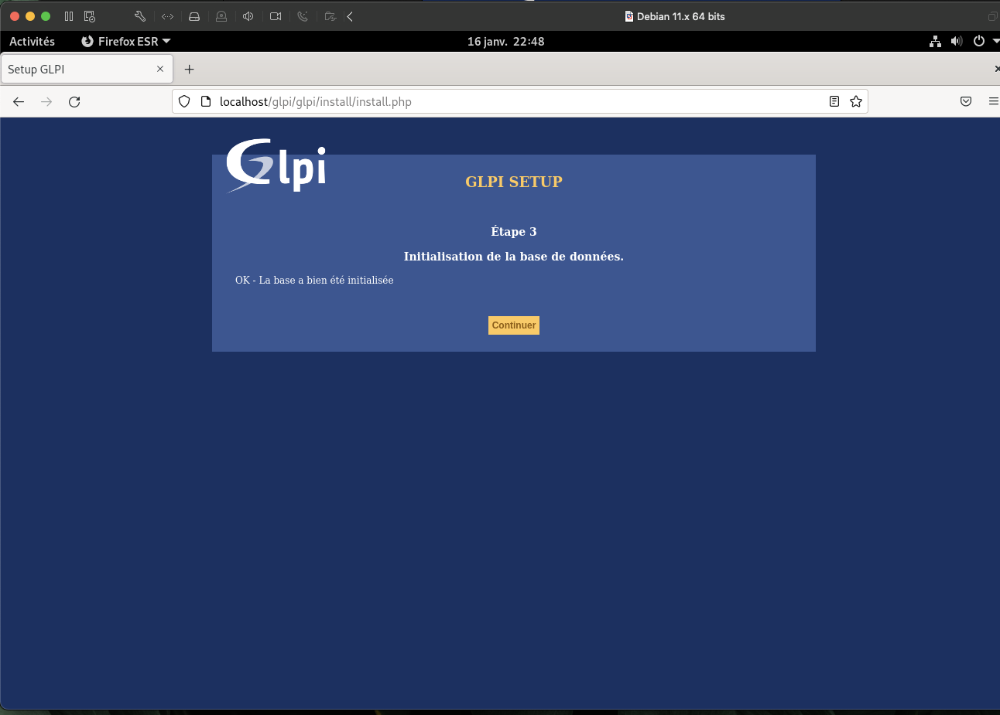 Debian 11.x 64 bits
Activités Firefox ESR 16 janv. 22:48
Setup GLPI
localhost/glpi/glpi/install/install.php
Glpi
GLPI SETUP
Étape 3
Initialisation de la base de données.
OK - La base a bien été initialisée
Continuer